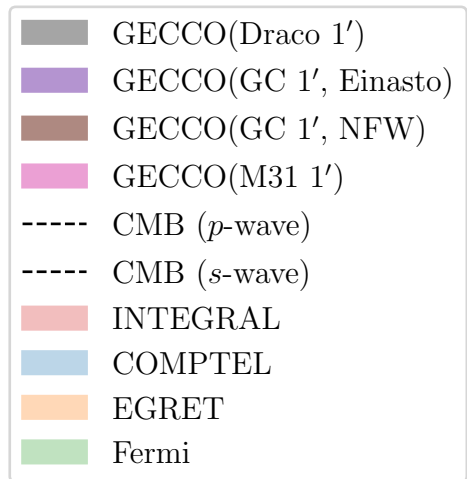 GECCO(Draco 1′)
GECCO(GC 1′, Einasto)
GECCO(GC 1′, NFW)
GECCO(M31 1′)
CMB (p-wave)
CMB (s-wave)
INTEGRAL
COMPTEL
EGRET
Fermi